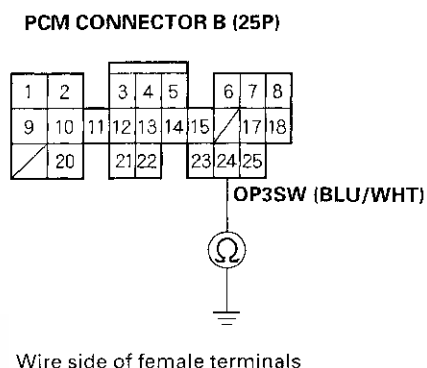 PCM CONNECTOR B (25P)
1 2 3 4 5 6 7 8
9 10 11 12 13 14 15 17 18
20 21 22 23 24 25
OP3SW (BLU/WHT)
Ω
Wire side of female terminals